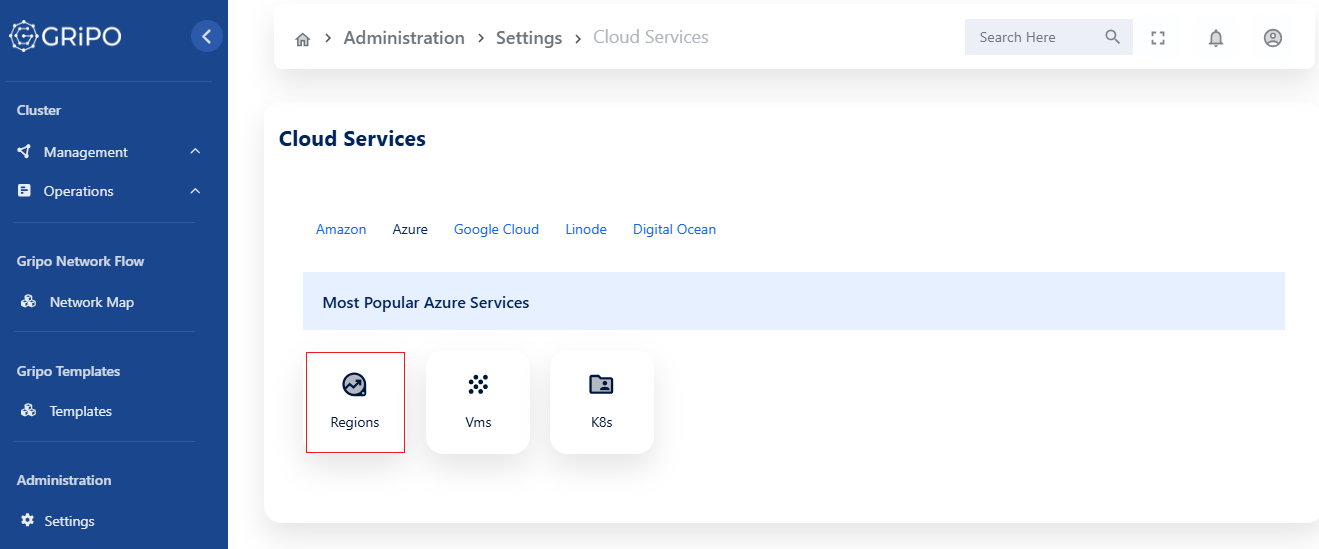 GRiPO
Administration
Settings
Cloud Services
Search Here
Cluster
Management
Operations
Gripo Network Flow
Network Map
Gripo Templates
Templates
Administration
Settings
Cloud Services
Amazon Azure Google Cloud Linode Digital Ocean
Most Popular Azure Services
Regions
Vms
K8s